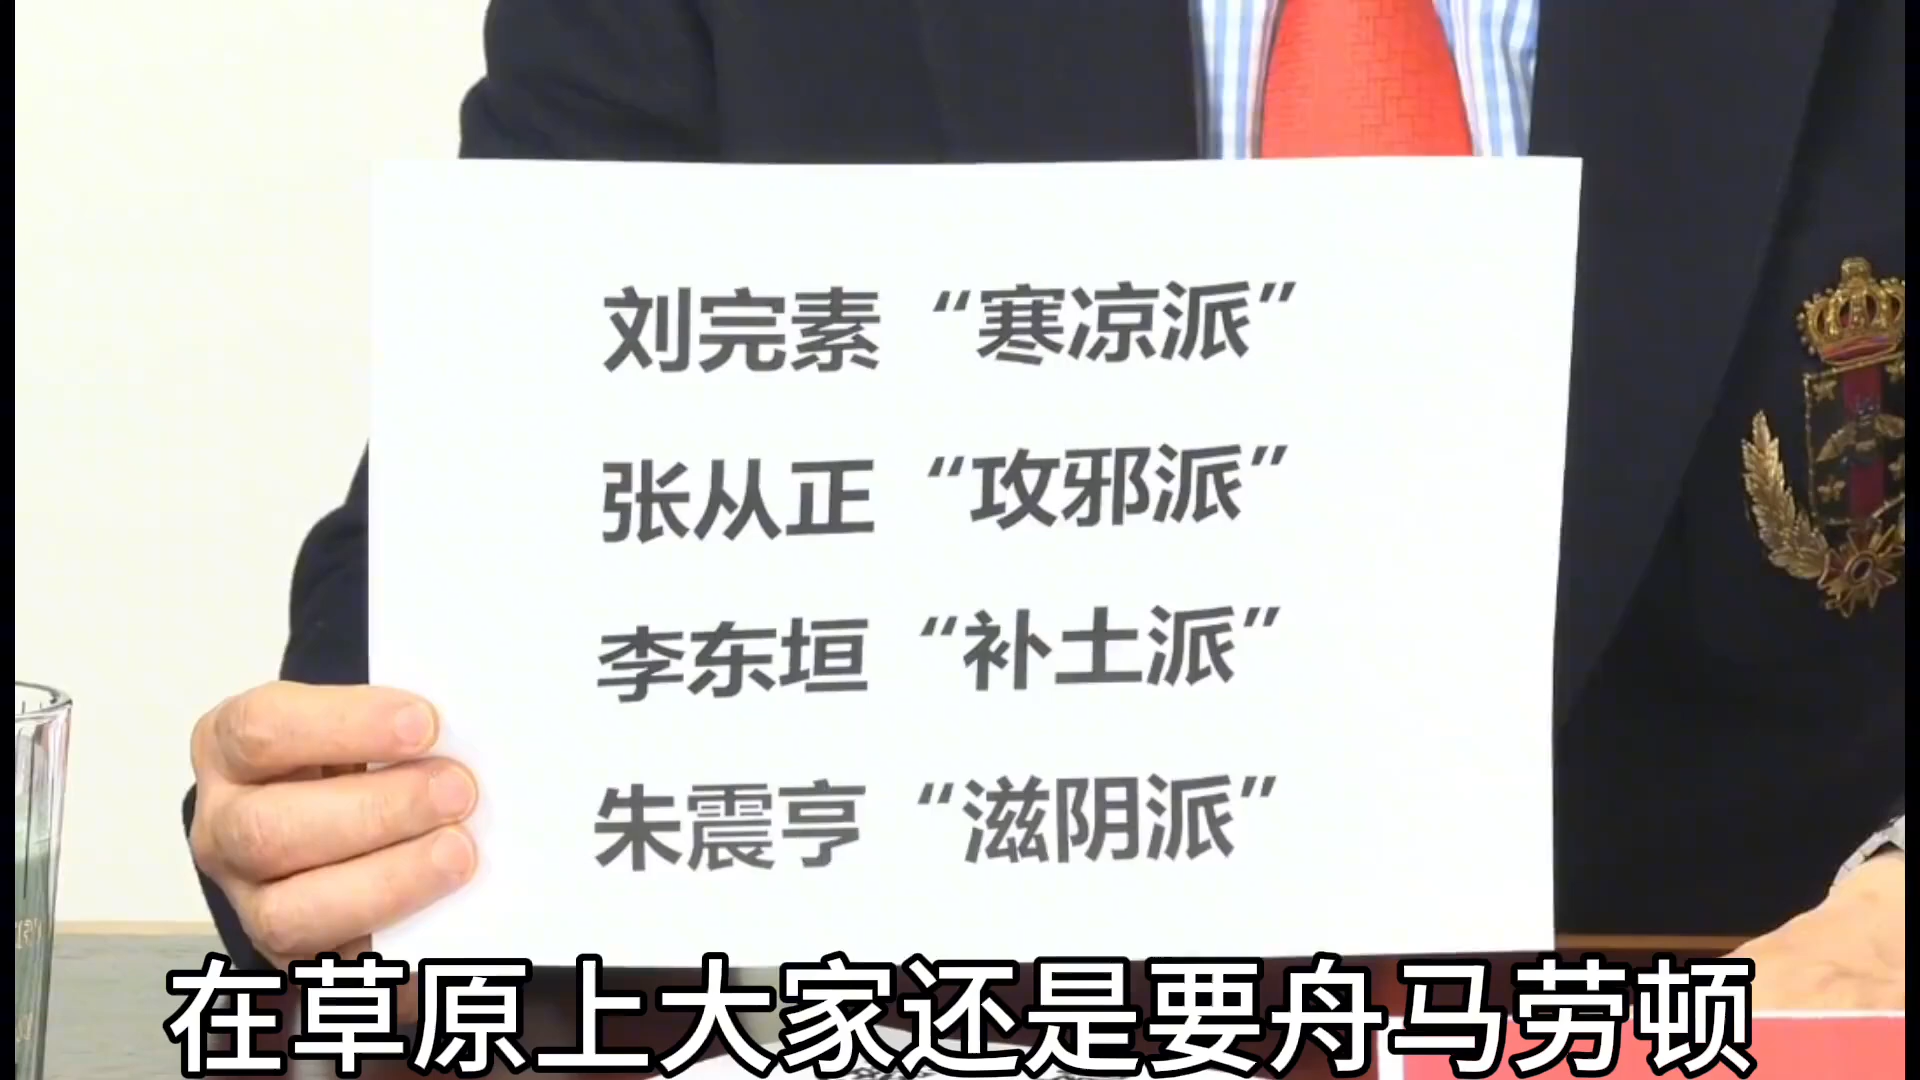 刘完素 “寒凉派”
张从正 “攻邪派”
李东垣 “补土派”
朱震亨 “滋阴派”
在草原上大家还是要舟马劳顿